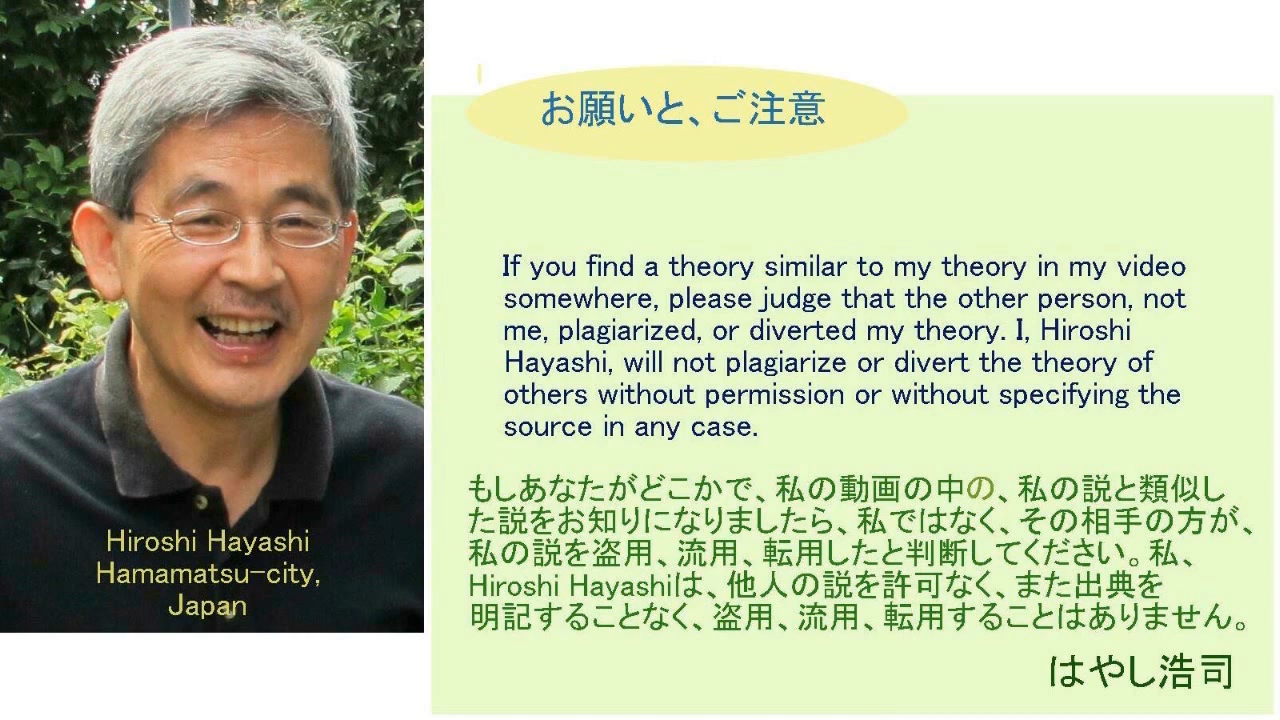 お願いと、ご注意
If you find a theory similar to my theory in my video
somewhere, please judge that the other person, not
me, plagiarized, or diverted my theory. I, Hiroshi
Hayashi, will not plagiarize or divert the theory of
others without permission or without specifying the
source in any case.
もしあなたがどこかで、私の動画の中の、私の説と類似し
た説をお知りになりましたら、私ではなく、その相手の方が、
私の説を盗用、流用、転用したと判断してください。私、
Hiroshi Hayashiは、他人の説を許可なく、また出典を
明記することなく、盗用、流用、転用することはありません。
はやし浩司
Hiroshi Hayashi
Hamamatsu-city,
Japan